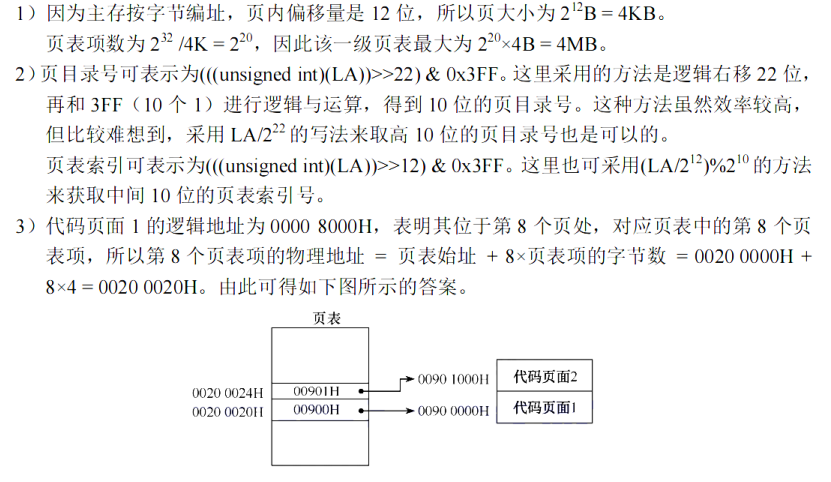 1）因为主存按字节编址，页内偏移量是 12 位，所以页大小为 2¹²B = 4KB。
页表项数为 2³² /4K = 2²⁰，因此该一级页表最大为 2²⁰×4B = 4MB。
2）页目录号可表示为(((unsigned int)(LA))>>22) & 0x3FF。这里采用的方法是逻辑右移 22 位，
再和 3FF（10 个 1）进行逻辑与运算，得到 10 位的页目录号。这种方法虽然效率较高，
但比较难想到，采用 LA/2²² 的写法来取高 10 位的页目录号也是可以的。
页表索引可表示为(((unsigned int)(LA))>>12) & 0x3FF。这里也可采用(LA/2¹²)%2¹⁰ 的方法
来获取中间 10 位的页表索引号。
3）代码页面 1 的逻辑地址为 0000 8000H，表明其位于第 8 个页处，对应页表中的第 8 个页
表项，所以第 8 个页表项的物理地址 = 页表始址 + 8×页表项的字节数 = 0020 0000H +
8×4 = 0020 0020H。由此可得如下图所示的答案。
页表
0020 0024H 00901H 0090 1000H 代码页面2
0020 0020H 00900H 0090 0000H 代码页面1